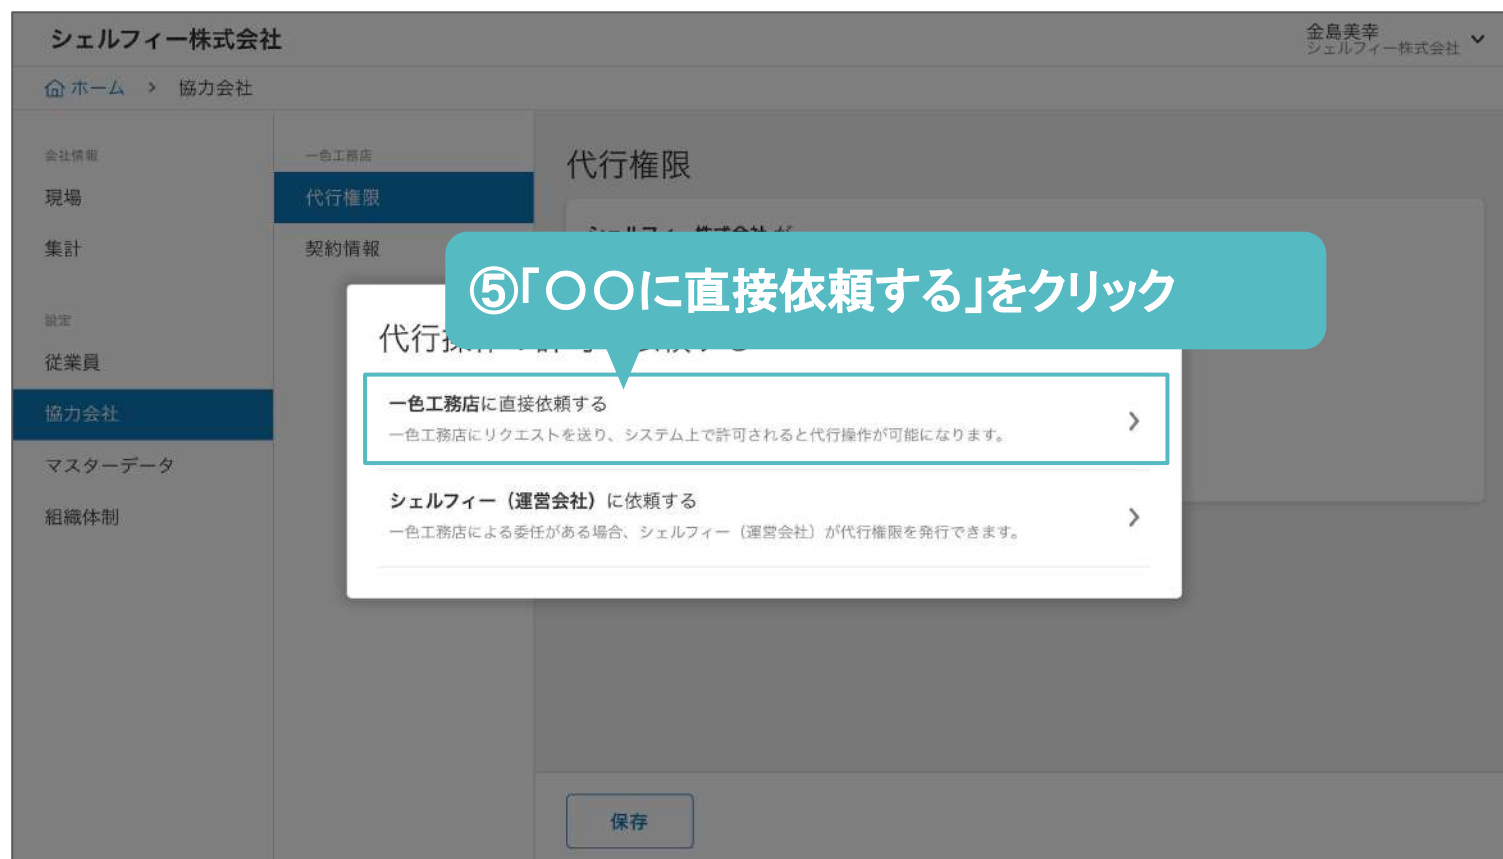 シェルフィー株式会社
金島美幸
シェルフィー株式会社
ホーム > 協力会社
会社情報
現場
集計
設定
従業員
協力会社
マスターデータ
組織体制
一色工務店
代行権限
契約情報
代行権限
⑤「〇〇に直接依頼する」をクリック
一色工務店に直接依頼する
一色工務店にリクエストを送り、システム上で許可されると代行操作が可能になります。
シェルフィー（運営会社）に依頼する
一色工務店による委任がある場合、シェルフィー（運営会社）が代行権限を発行できます。
保存